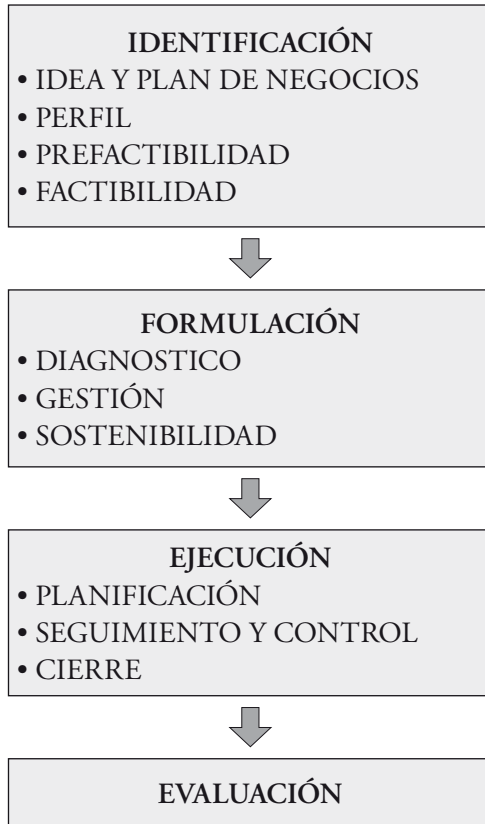 IDENTIFICACIÓN
• IDEA Y PLAN DE NEGOCIOS
• PERFIL
• PREFACTIBILIDAD
• FACTIBILIDAD
FORMULACIÓN
• DIAGNOSTICO
• GESTIÓN
• SOSTENIBILIDAD
EJECUCIÓN
• PLANIFICACIÓN
• SEGUIMIENTO Y CONTROL
• CIERRE
EVALUACIÓN